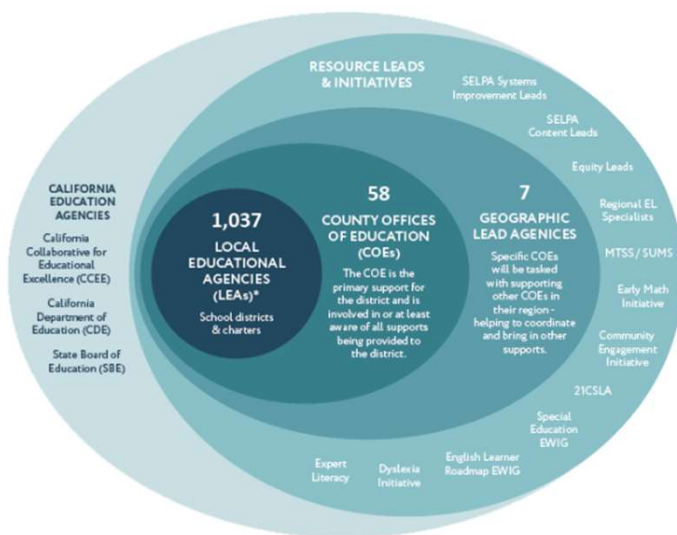 RESOURCE LEADS
& INITIATIVES
SELPA Systems
Improvement Leads
SELPA
Content Leads
Equity Leads
Regional EL
Specialists
MTSS / SUMS
Early Math
Initiative
Community
Engagement
Initiative
21CSLA
Special
Education
EWIG
English Learner
Roadmap EWIG
Dyslexia
Initiative
Expert
Literacy
CALIFORNIA
EDUCATION
AGENCIES
California
Collaborative for
Educational
Excellence (CCEE)
California
Department of
Education (CDE)
State Board of
Education (SBE)
1,037
LOCAL
EDUCATIONAL
AGENCIES
(LEAs)*
School districts
& charters
58
COUNTY OFFICES
OF EDUCATION
(COEs)
The COE is the
primary support for
the district and is
involved in or at least
aware of all supports
being provided to
the district.
7
GEOGRAPHIC
LEAD AGENICES
Specific COEs
will be tasked
with supporting
other COEs in
their region -
helping to coordinate
and bring in other
supports.